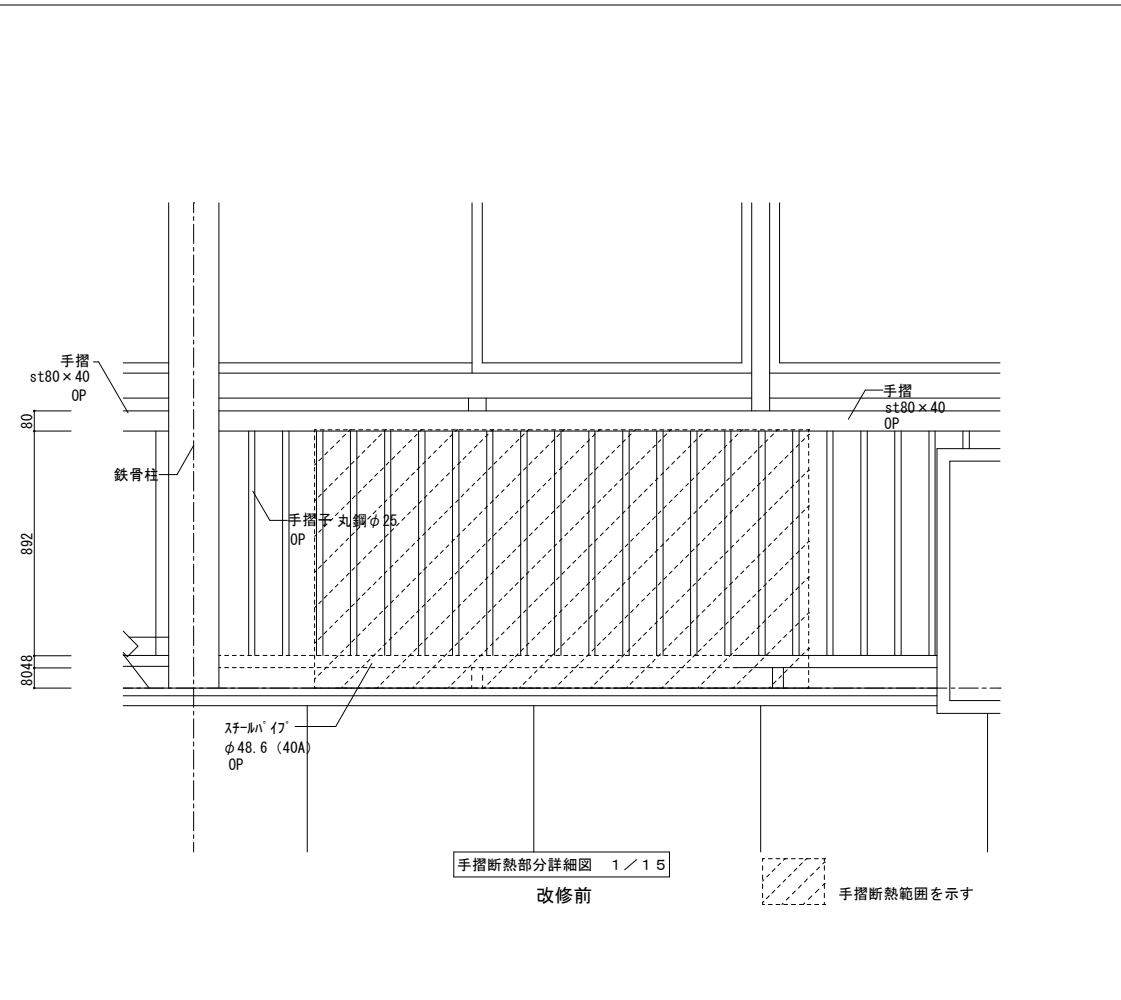 手摺
st80×40
OP
手摺
st80×40
OP
80
鉄骨柱
手摺子 丸鋼φ25
OP
892
48
80
ｽﾁｰﾙﾊﾟｲﾌﾟ
φ48.6 (40A)
OP
手摺断熱部分詳細図　1／15
改修前
手摺断熱範囲を示す